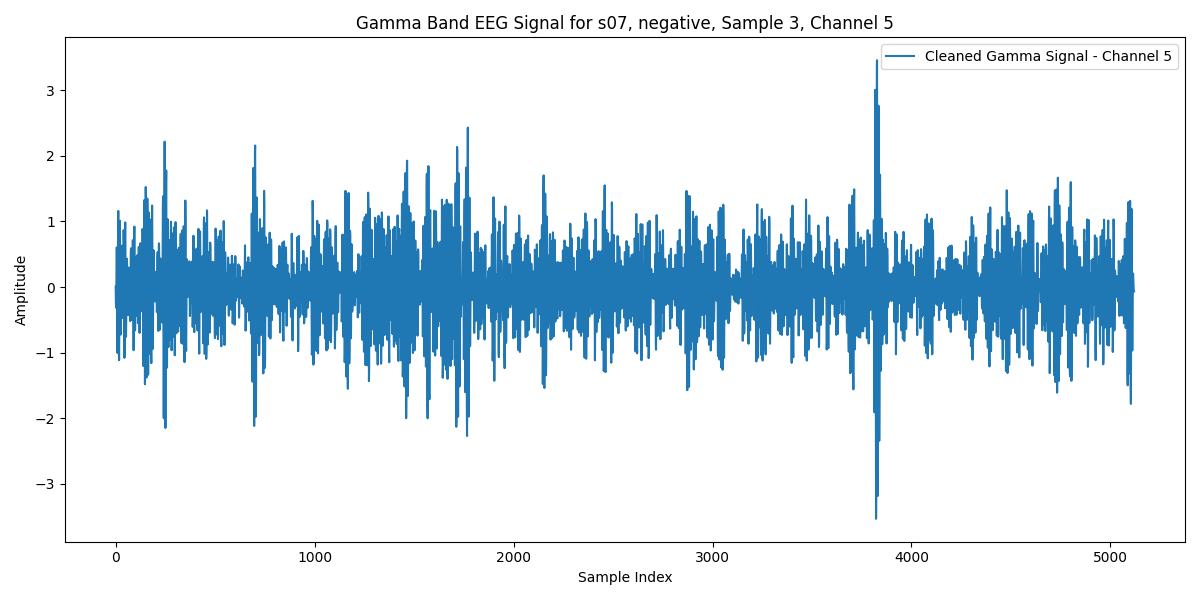 Gamma Band EEG Signal for s07, negative, Sample 3, Channel 5
Cleaned Gamma Signal - Channel 5
Amplitude
3
2
1
0
−1
−2
−3
0 1000 2000 3000 4000 5000
Sample Index